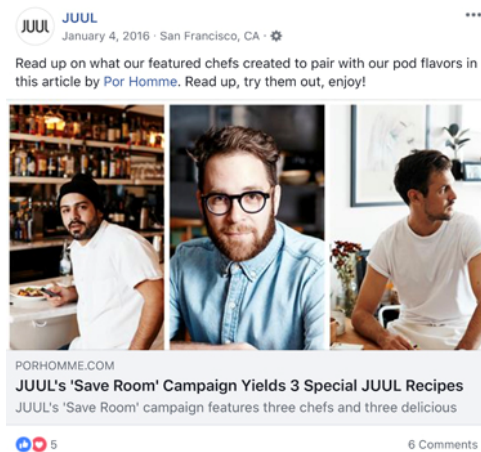 JUUL
JUUL
January 4, 2016 · San Francisco, CA ·
Read up on what our featured chefs created to pair with our pod flavors in
this article by Por Homme. Read up, try them out, enjoy!
PORHOMME.COM
JUUL's 'Save Room' Campaign Yields 3 Special JUUL Recipes
JUUL's 'Save Room' campaign features three chefs and three delicious
5
6 Comments